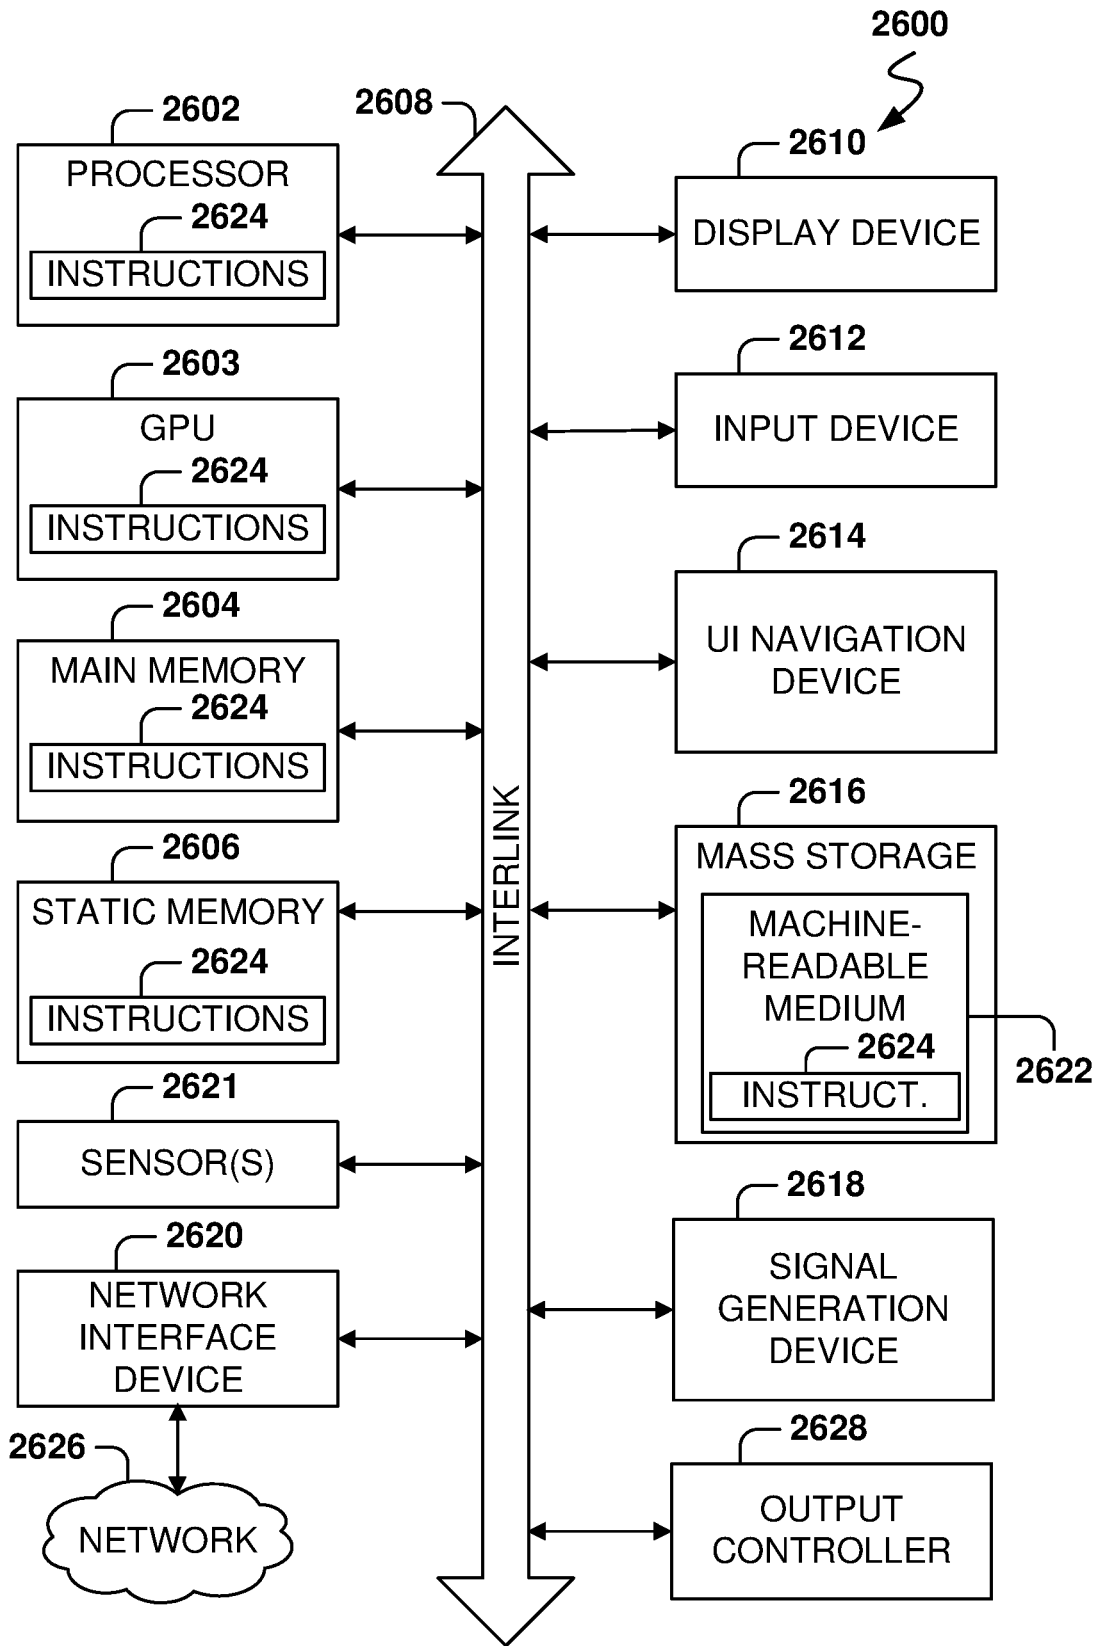 2600
2602
PROCESSOR
2624
INSTRUCTIONS
2603
GPU
2624
INSTRUCTIONS
2604
MAIN MEMORY
2624
INSTRUCTIONS
2606
STATIC MEMORY
2624
INSTRUCTIONS
2621
SENSOR(S)
2620
NETWORK
INTERFACE
DEVICE
2626
NETWORK
2608
INTERLINK
2610
DISPLAY DEVICE
2612
INPUT DEVICE
2614
UI NAVIGATION
DEVICE
2616
MASS STORAGE
MACHINE-
READABLE
MEDIUM
2624
INSTRUCT.
2622
2618
SIGNAL
GENERATION
DEVICE
2628
OUTPUT
CONTROLLER